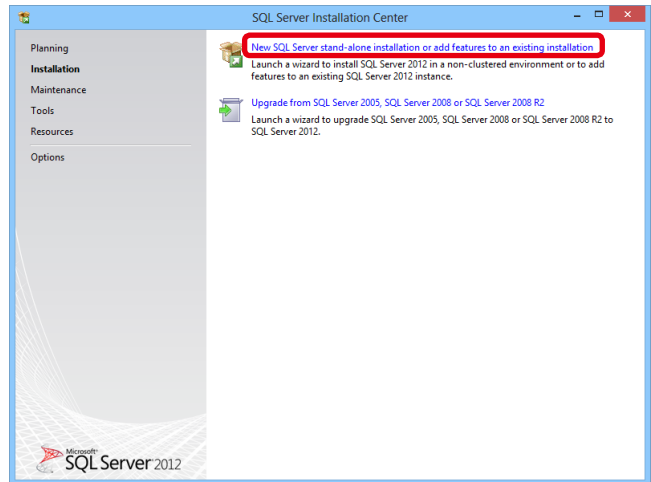 SQL Server Installation Center
Planning
Installation
Maintenance
Tools
Resources
Options
New SQL Server stand-alone installation or add features to an existing installation
Launch a wizard to install SQL Server 2012 in a non-clustered environment or to add
features to an existing SQL Server 2012 instance.
Upgrade from SQL Server 2005, SQL Server 2008 or SQL Server 2008 R2
Launch a wizard to upgrade SQL Server 2005, SQL Server 2008 or SQL Server 2008 R2 to
SQL Server 2012.
Microsoft
SQL Server 2012